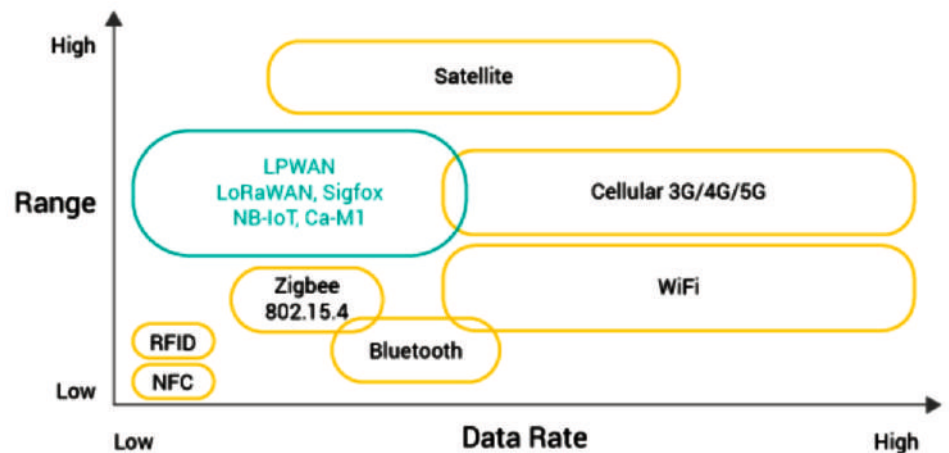 High
Satellite
LPWAN
LoRaWAN, Sigfox
NB-IoT, Ca-M1
Cellular 3G/4G/5G
Range
Zigbee
802.15.4
WiFi
RFID
Bluetooth
NFC
Low
Low
Data Rate
High